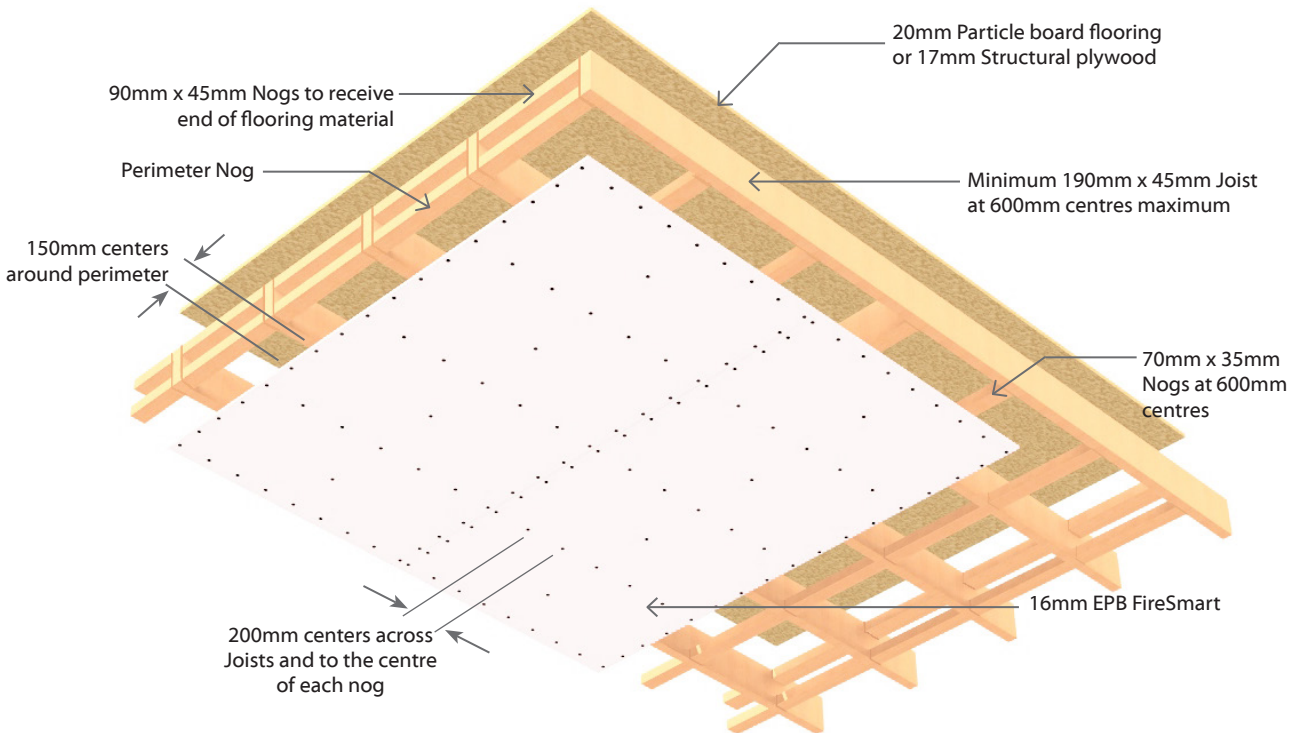 20mm Particle board flooring
or 17mm Structural plywood
90mm x 45mm Nogs to receive
end of flooring material
Perimeter Nog
Minimum 190mm x 45mm Joist
at 600mm centres maximum
150mm centers
around perimeter
70mm x 35mm
Nogs at 600mm
centres
16mm EPB FireSmart
200mm centers across
Joists and to the centre
of each nog